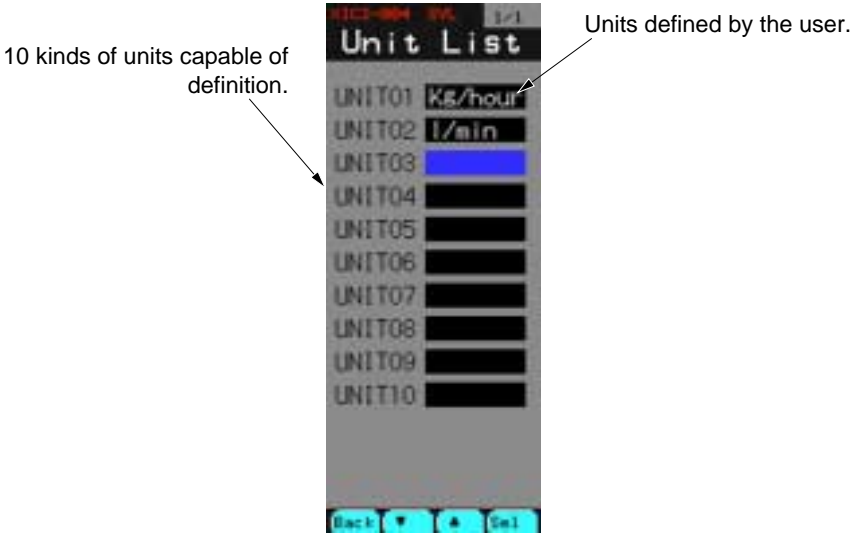 1/1
Unit List
Units defined by the user.
10 kinds of units capable of
definition.
UNIT01 Kg/hour
UNIT02 l/min
UNIT03
UNIT04
UNIT05
UNIT06
UNIT07
UNIT08
UNIT09
UNIT10
Back ▼ ▲ Sel